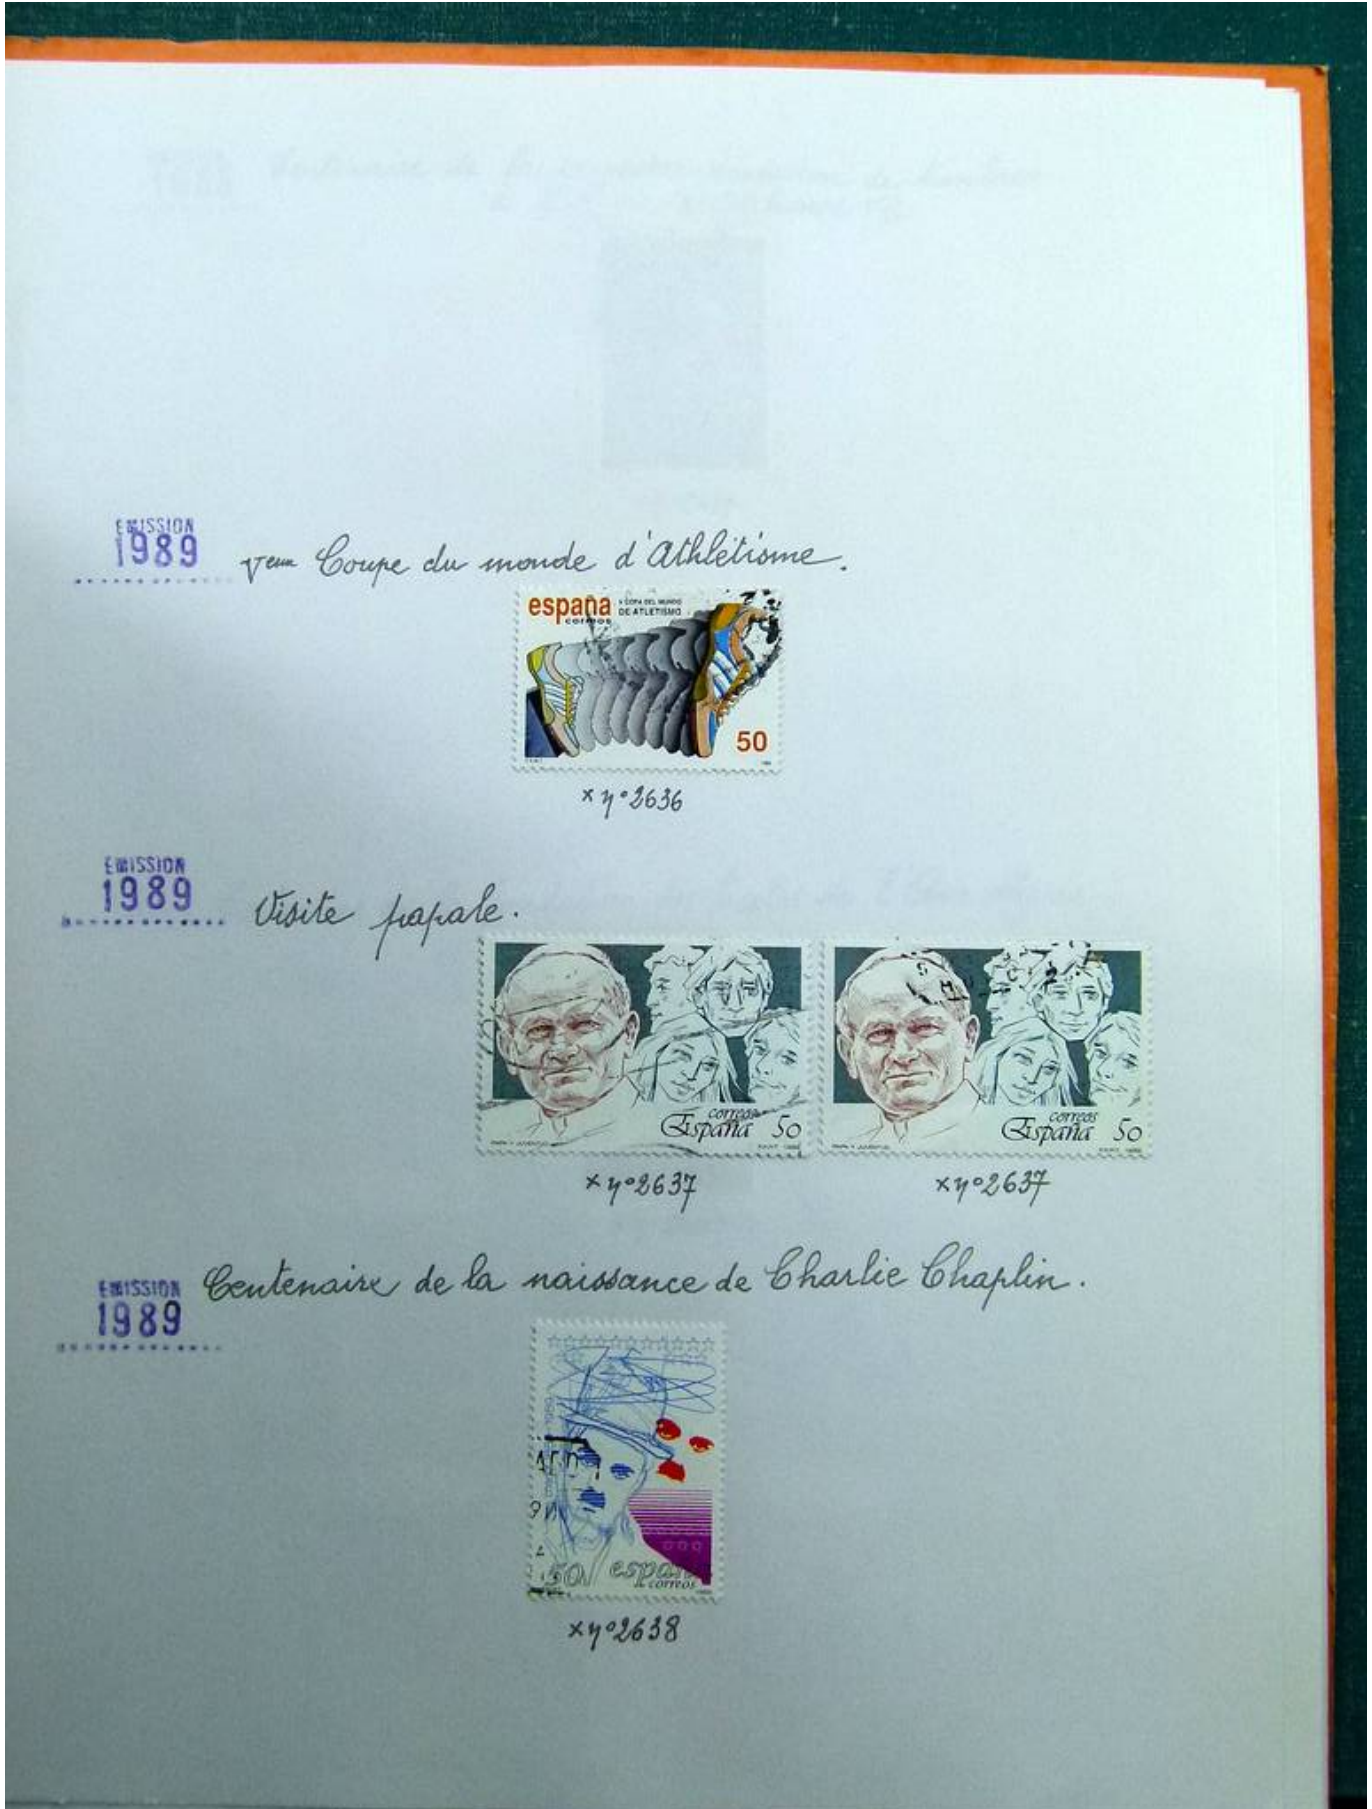 EMISSION
1989
Veme Coupe du monde d'Athlétisme.
españa
correos
V COPA DEL MUNDO
DE ATLETISMO
50
x n° 2636
EMISSION
1989
Visite papale.
correos
España 50
correos
España 50
x n° 2637
x n° 2637
EMISSION
1989
Centenaire de la naissance de Charlie Chaplin.
50 españa
correos
x n° 2638